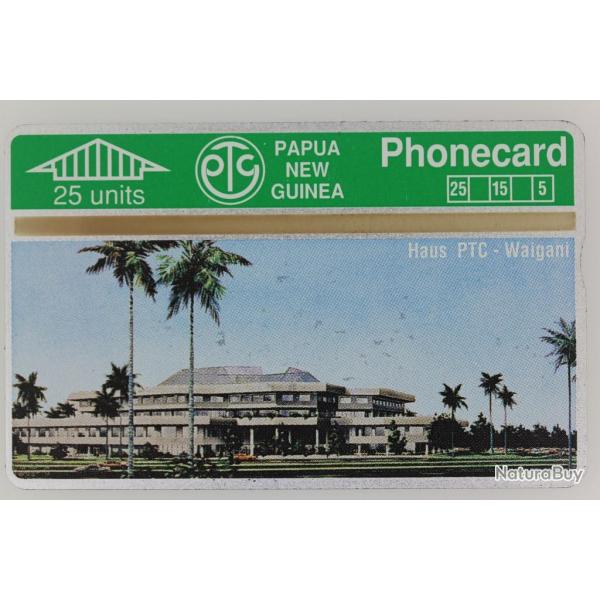 25 units
PTC
PAPUA
NEW
GUINEA
Phonecard
25 15 5
Haus PTC - Waigani
NaturaBuy